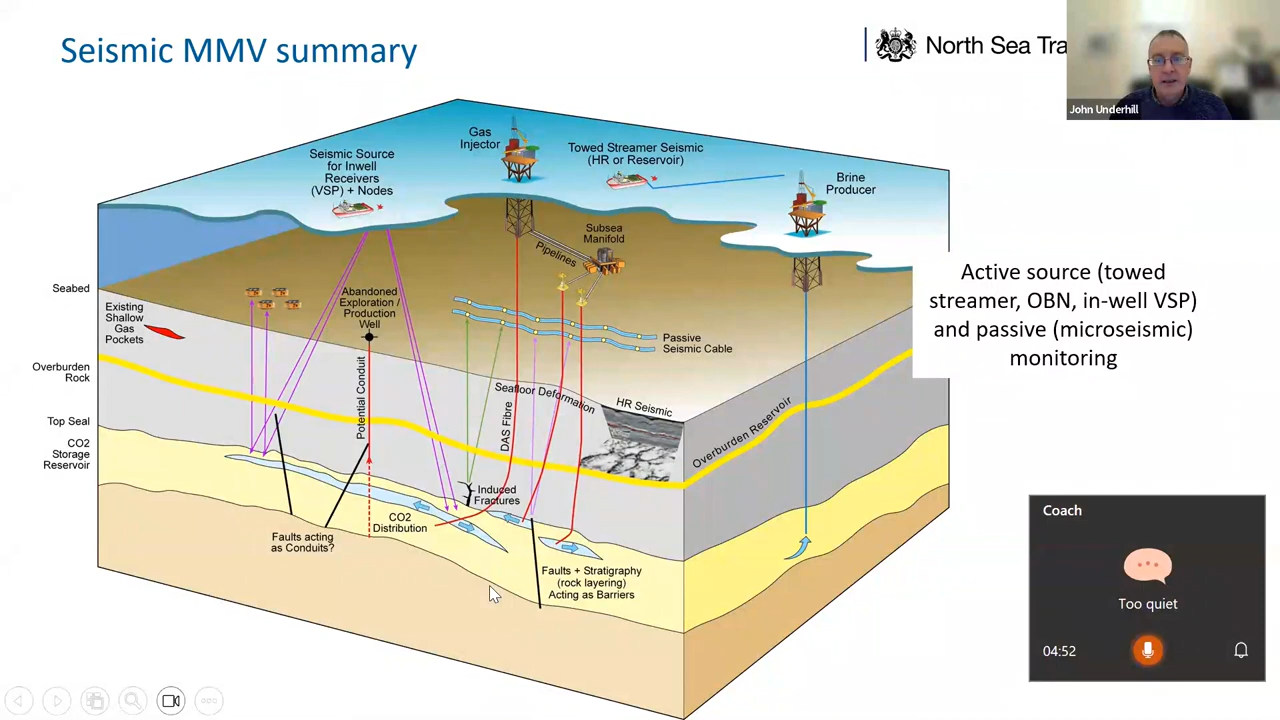 Seismic MMV summary
North Sea Tra
John Underhill
Gas
Injector
Towed Streamer Seismic
(HR or Reservoir)
Seismic Source
for Inwell
Receivers
(VSP) + Nodes
Brine
Producer
Subsea
Manifold
Pipelines
Active source (towed
streamer, OBN, in-well VSP)
and passive (microseismic)
monitoring
Seabed
Abandoned
Exploration /
Production
Well
Existing
Shallow
Gas
Pockets
Passive
Seismic Cable
Overburden
Rock
Potential Conduit
Seafloor Deformation
HR Seismic
DAS Fibre
Overburden Reservoir
Top Seal
CO2
Storage
Reservoir
Induced
Fractures
CO2
Distribution
Faults acting
as Conduits?
Faults + Stratigraphy
(rock layering)
Acting as Barriers
Coach
Too quiet
04:52